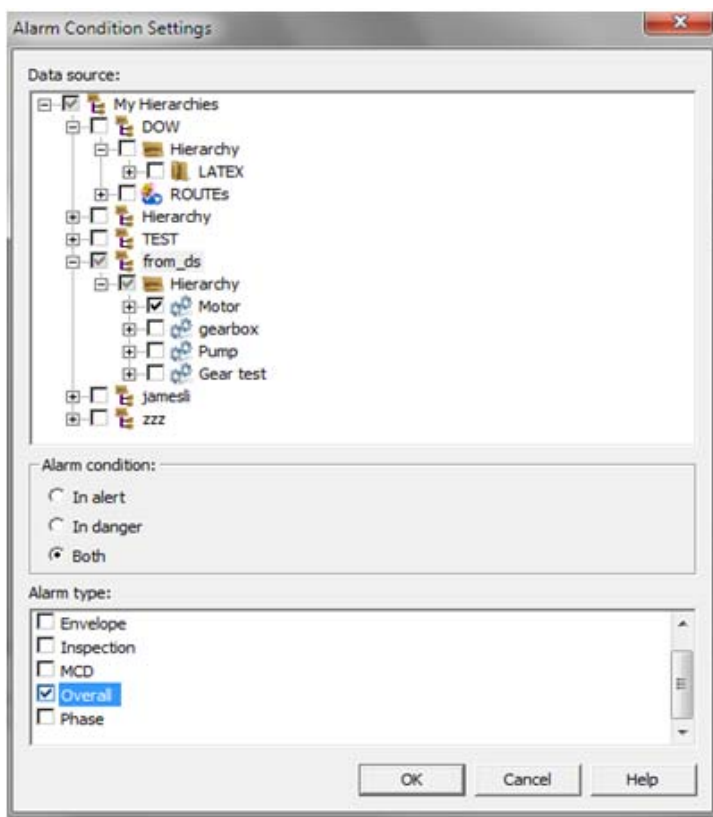 Alarm Condition Settings
Data source:
My Hierarchies
DOW
Hierarchy
LATEX
ROUTEs
Hierarchy
TEST
from_ds
Hierarchy
Motor
gearbox
Pump
Gear test
jamesli
zzz
Alarm condition:
In alert
In danger
Both
Alarm type:
Envelope
Inspection
MCD
Overall
Phase
OK Cancel Help